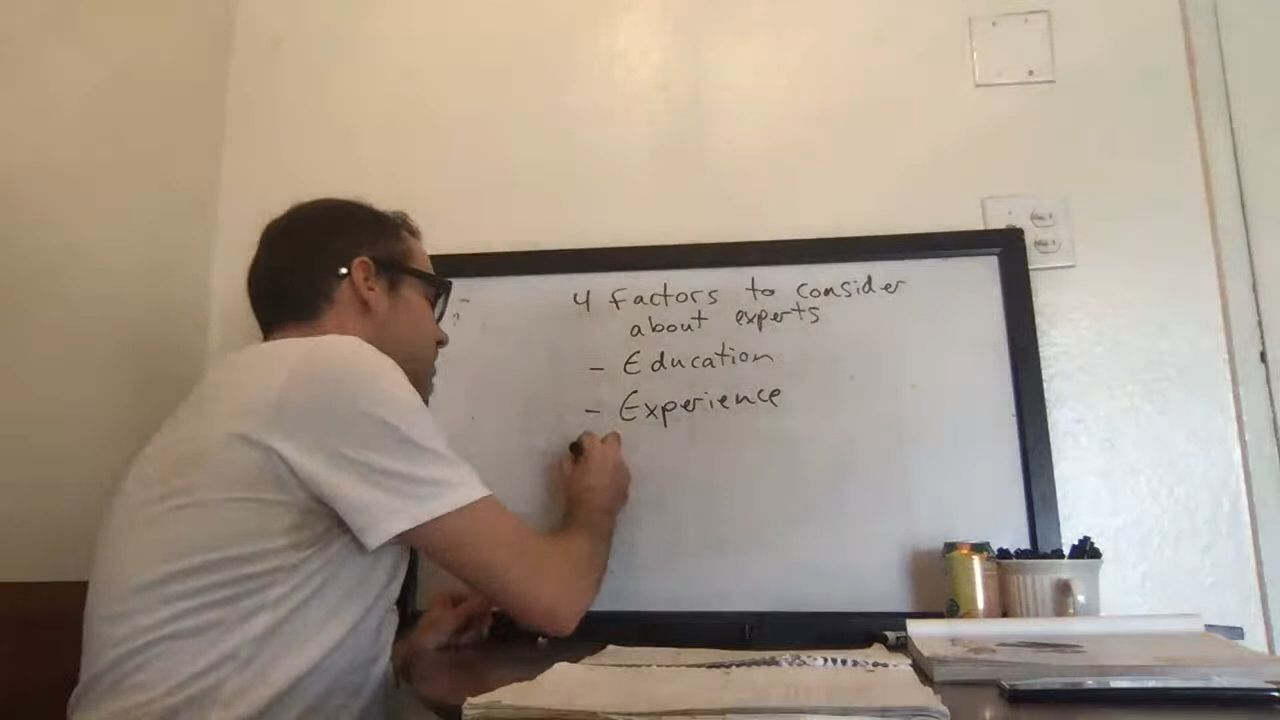 4 factors to consider
about experts
- Education
- Experience